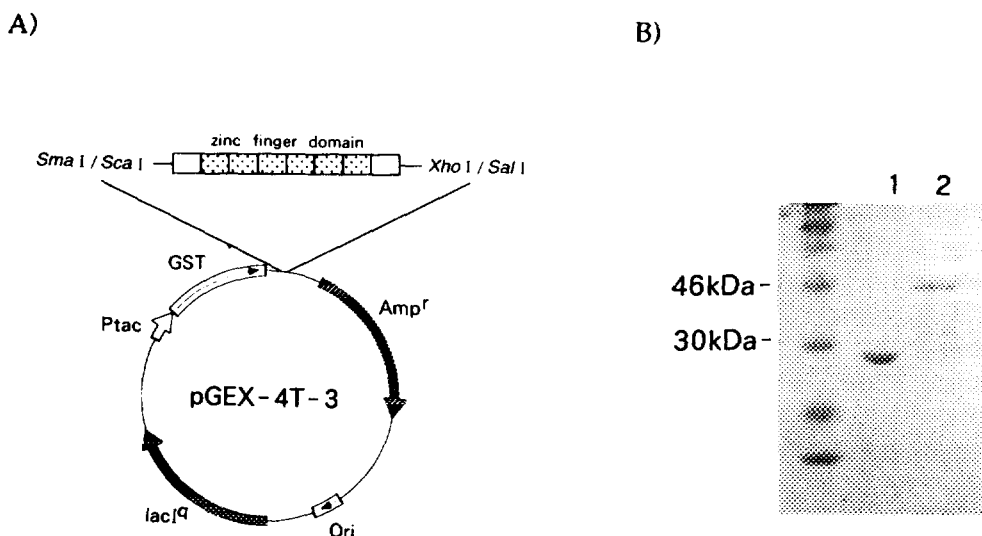 A)
zinc finger domain
Sma I / Sca I
Xho I / Sal I
GST
Ptac
Amp^r
pGEX-4T-3
lacI^q
Ori
B)
1 2
46kDa-
30kDa-